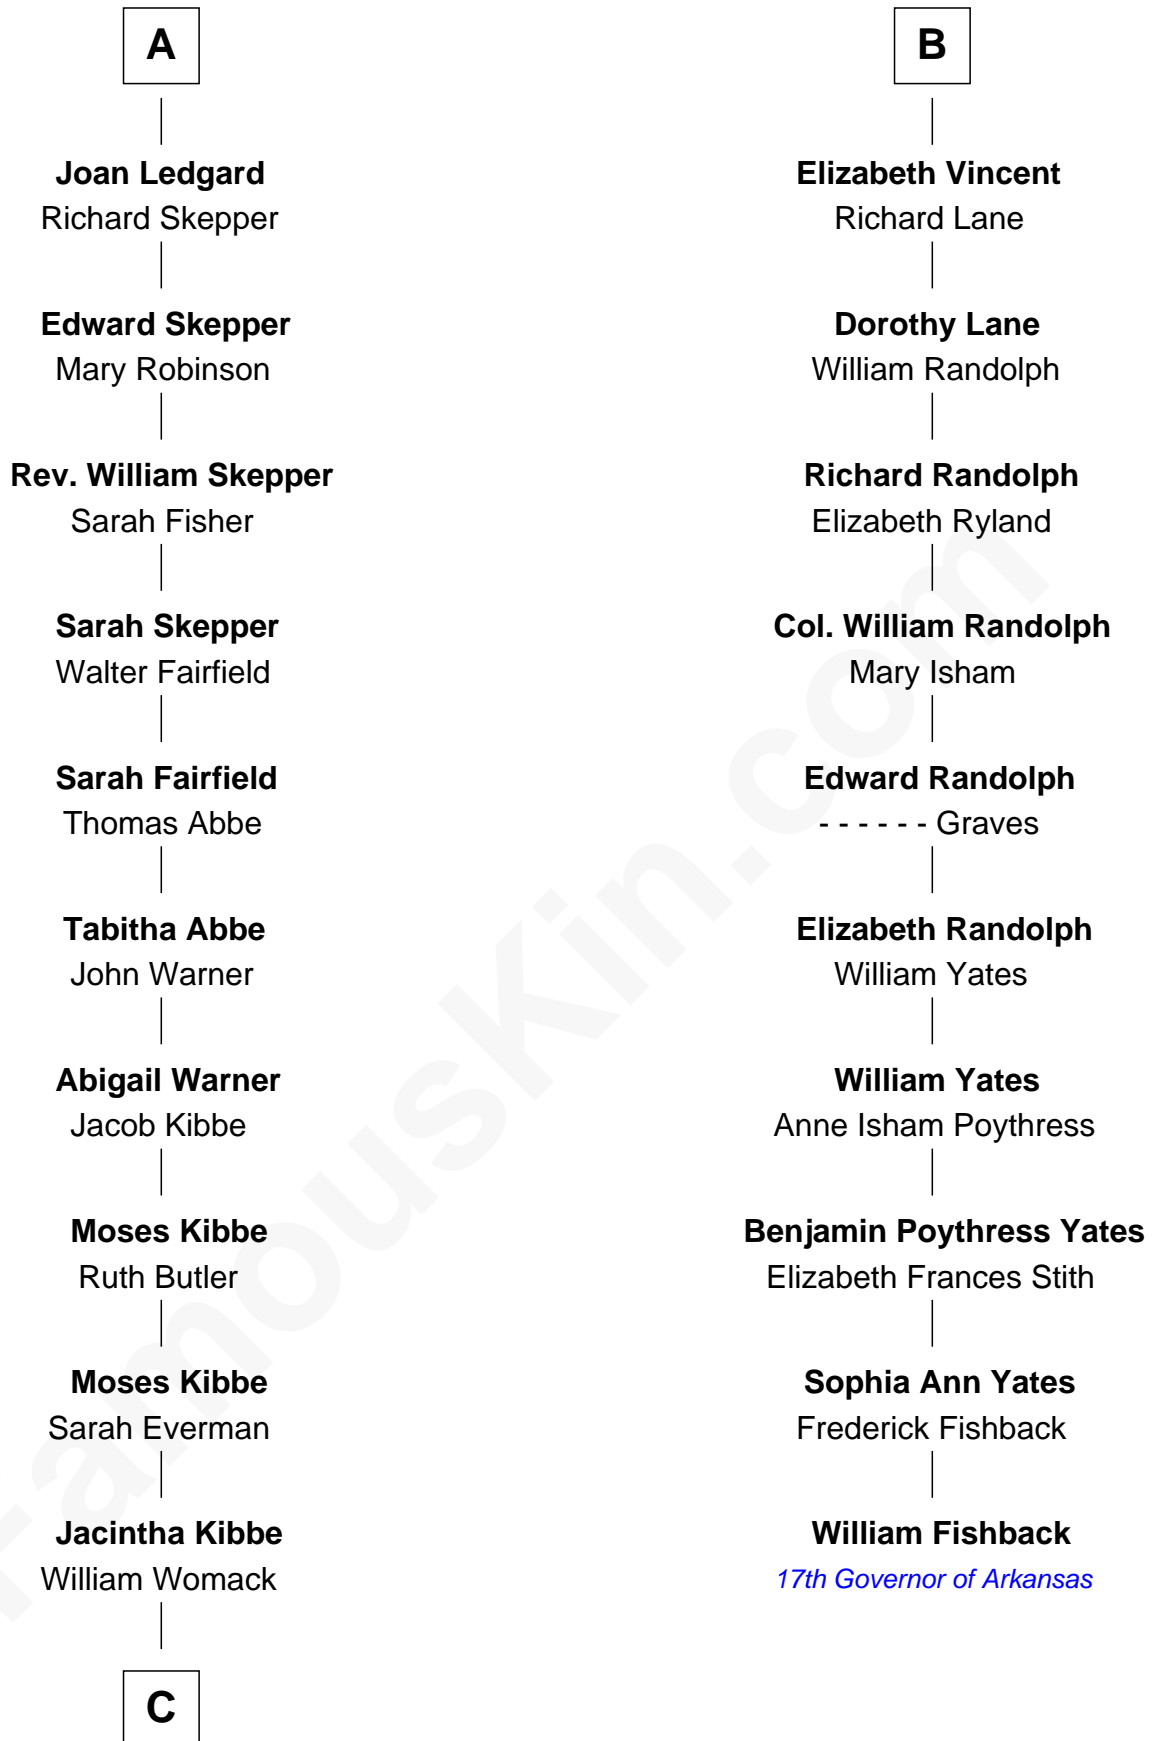 A
Joan Ledgard
Richard Skepper
Edward Skepper
Mary Robinson
Rev. William Skepper
Sarah Fisher
Sarah Skepper
Walter Fairfield
Sarah Fairfield
Thomas Abbe
Tabitha Abbe
John Warner
Abigail Warner
Jacob Kibbe
Moses Kibbe
Ruth Butler
Moses Kibbe
Sarah Everman
Jacintha Kibbe
William Womack
C
B
Elizabeth Vincent
Richard Lane
Dorothy Lane
William Randolph
Richard Randolph
Elizabeth Ryland
Col. William Randolph
Mary Isham
Edward Randolph
- - - - - - Graves
Elizabeth Randolph
William Yates
William Yates
Anne Isham Poythress
Benjamin Poythress Yates
Elizabeth Frances Stith
Sophia Ann Yates
Frederick Fishback
William Fishback
17th Governor of Arkansas
FamousKin.com